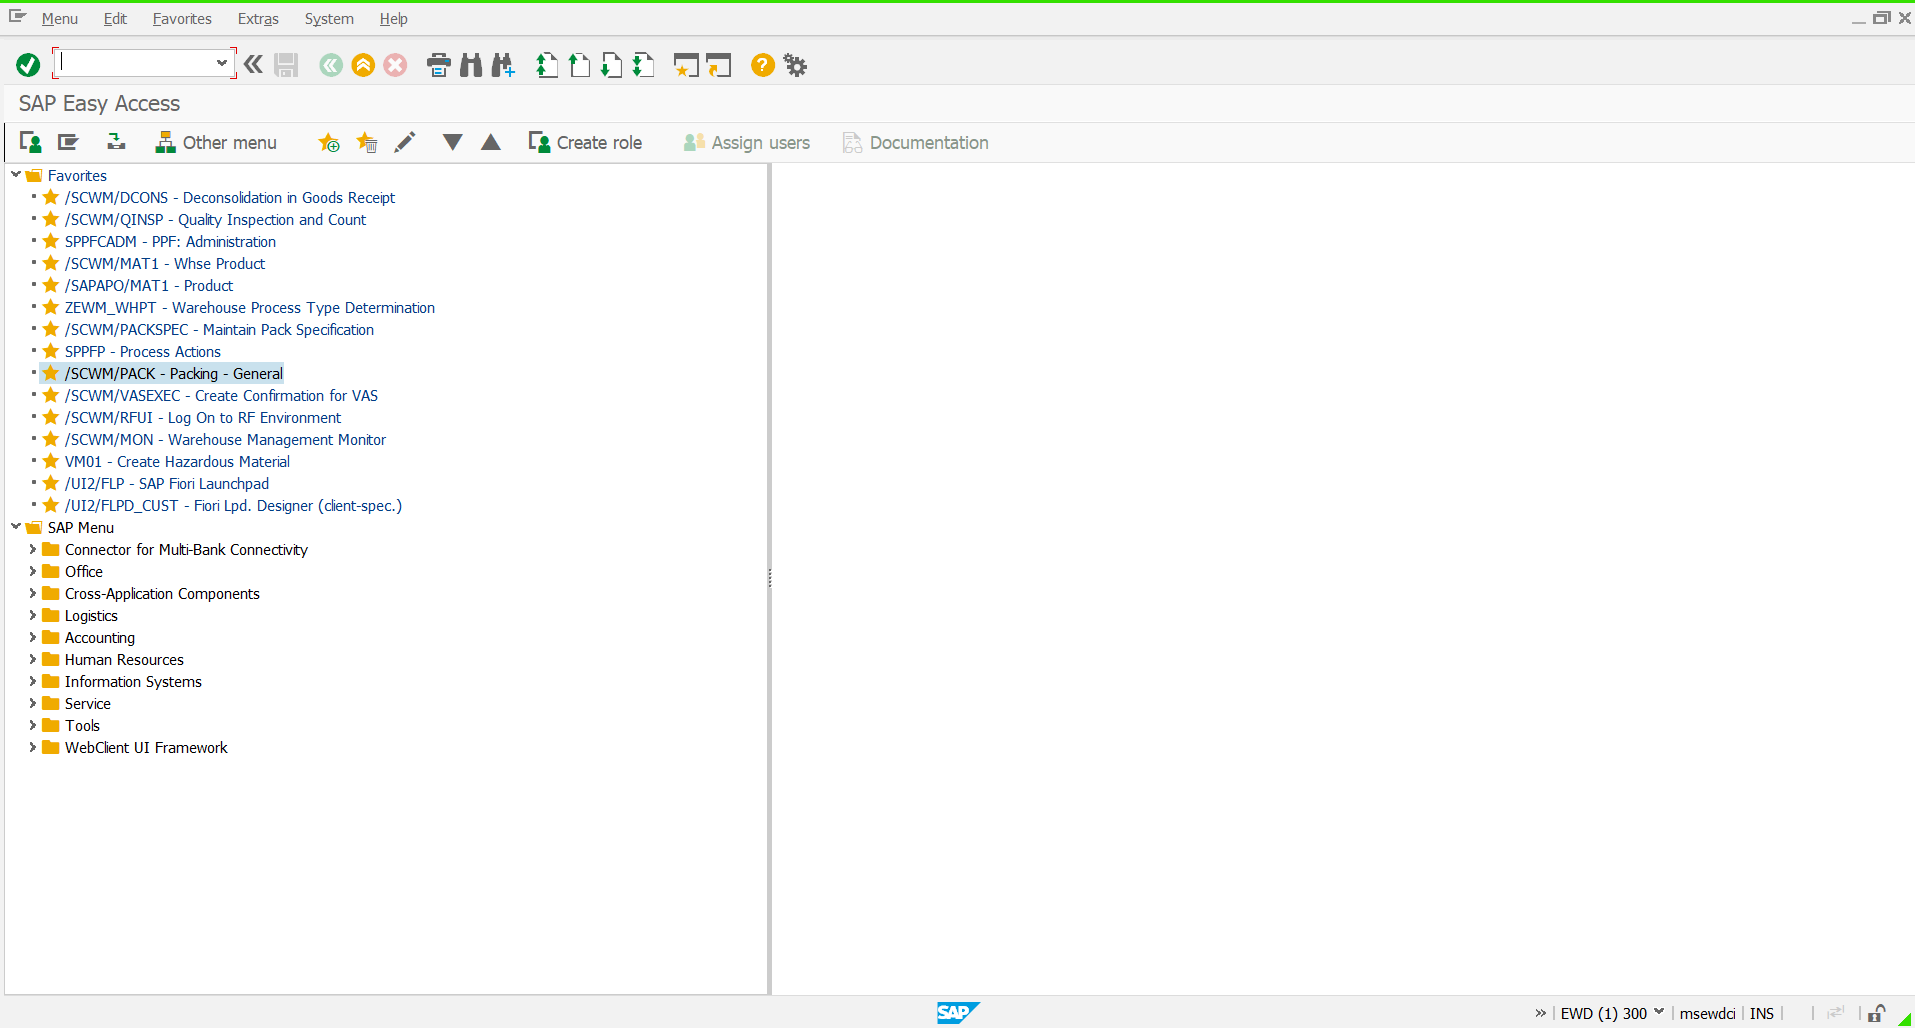 Menu Edit Favorites Extras System Help
SAP Easy Access
Other menu Create role Assign users Documentation
Favorites
/SCWM/DCONS - Deconsolidation in Goods Receipt
/SCWM/QINSP - Quality Inspection and Count
SPPFCADM - PPF: Administration
/SCWM/MAT1 - Whse Product
/SAPAPO/MAT1 - Product
ZEWM_WHPT - Warehouse Process Type Determination
/SCWM/PACKSPEC - Maintain Pack Specification
SPPFP - Process Actions
/SCWM/PACK - Packing - General
/SCWM/VASEXEC - Create Confirmation for VAS
/SCWM/RFUI - Log On to RF Environment
/SCWM/MON - Warehouse Management Monitor
VM01 - Create Hazardous Material
/UI2/FLP - SAP Fiori Launchpad
/UI2/FLPD_CUST - Fiori Lpd. Designer (client-spec.)
SAP Menu
Connector for Multi-Bank Connectivity
Office
Cross-Application Components
Logistics
Accounting
Human Resources
Information Systems
Service
Tools
WebClient UI Framework
SAP
EWD (1) 300 msewdci INS